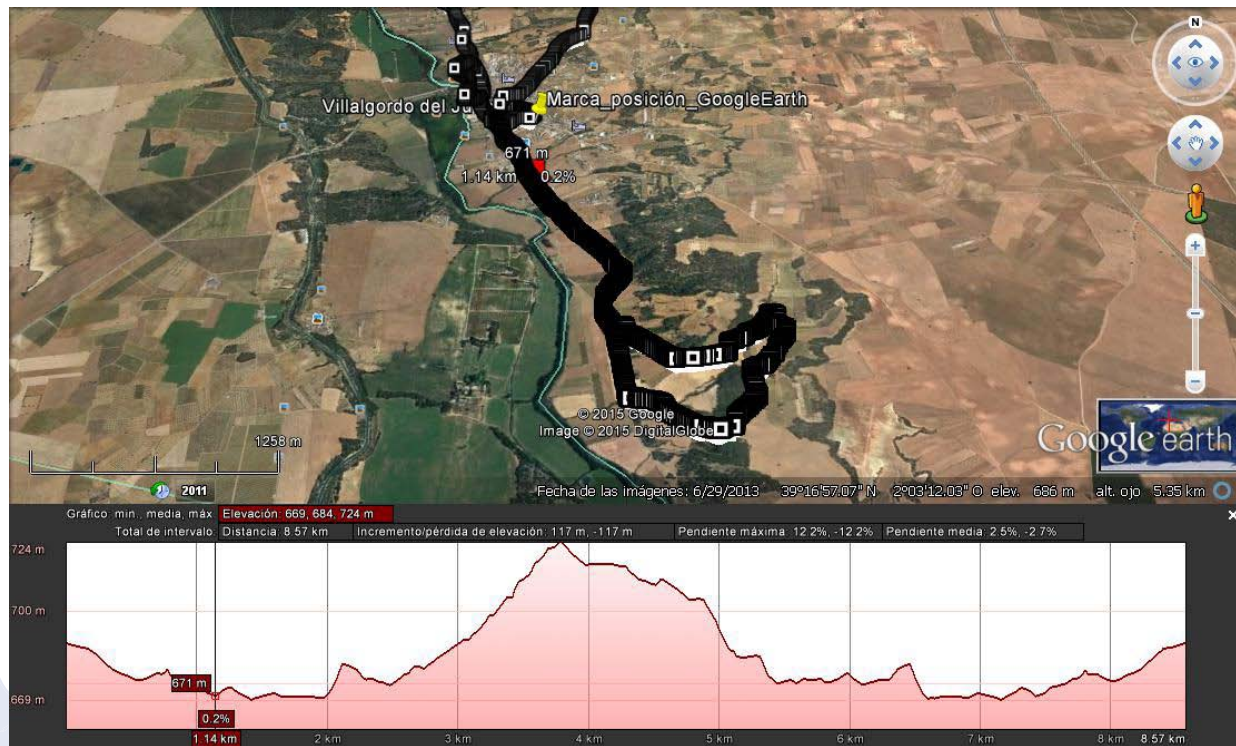 N
Villalgordo del Jú
Marca_posición_GoogleEarth
671 m
1.14 km 0.2%
© 2015 Google
Image © 2015 DigitalGlobe
1258 m
Google earth
2011
Fecha de las imágenes: 6/29/2013 39°16'57.07" N 2°03'12.03" O elev. 686 m alt. ojo 5.35 km
Gráfico: mín., media, máx. Elevación: 669, 684, 724 m
Total de intervalo: Distancia: 8.57 km Incremento/pérdida de elevación: 117 m, -117 m Pendiente máxima: 12.2%, -12.2% Pendiente media: 2.5%, -2.7%
724 m
700 m
671 m
669 m
0.2%
1.14 km 2 km 3 km 4 km 5 km 6 km 7 km 8 km 8.57 km